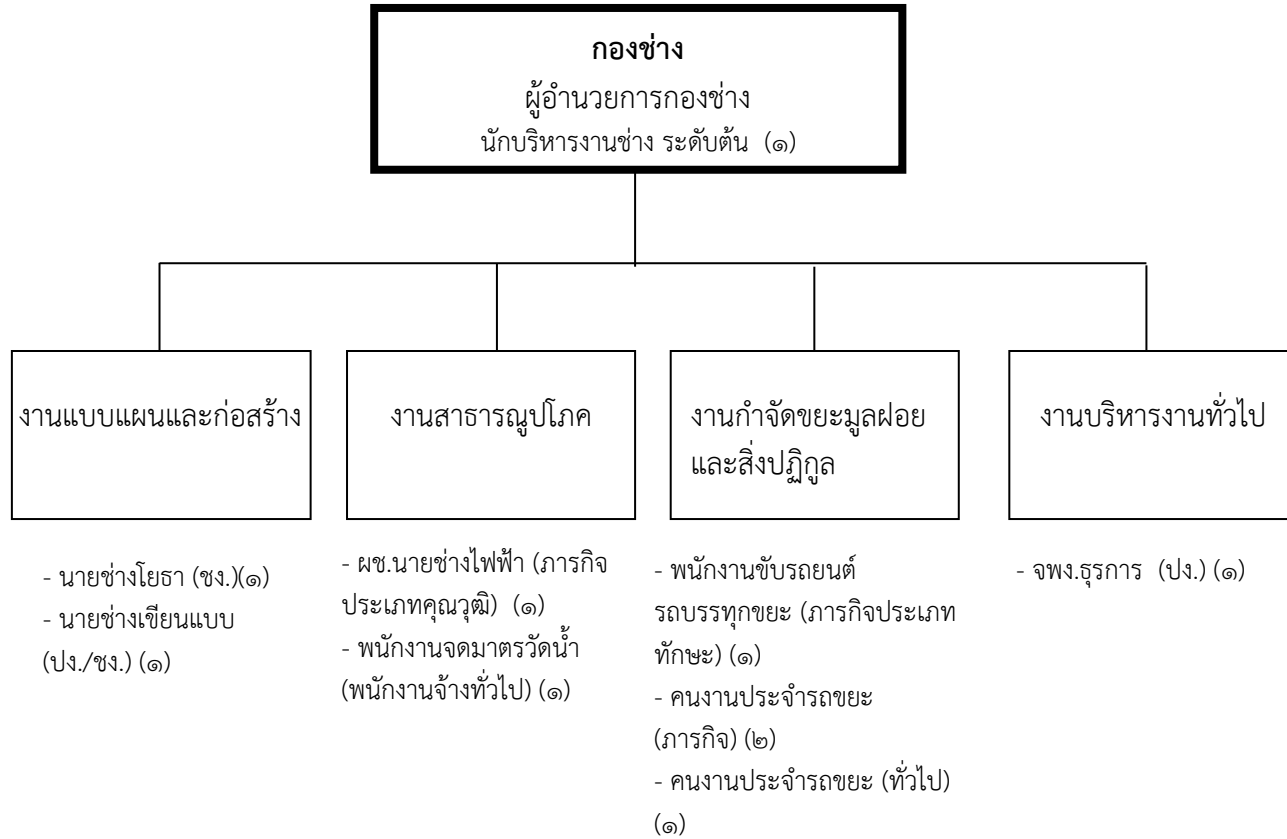 กองช่าง
ผู้อำนวยการกองช่าง
นักบริหารงานช่าง ระดับต้น (๑)
งานแบบแผนและก่อสร้าง
- นายช่างโยธา (ชง.)(๑)
- นายช่างเขียนแบบ
(ปง./ชง.) (๑)
งานสาธารณูปโภค
- ผช.นายช่างไฟฟ้า (ภารกิจ
ประเภทคุณวุฒิ) (๑)
- พนักงานจดมาตรวัดน้ำ
(พนักงานจ้างทั่วไป) (๑)
งานกำจัดขยะมูลฝอย
และสิ่งปฏิกูล
- พนักงานขับรถยนต์
รถบรรทุกขยะ (ภารกิจประเภท
ทักษะ) (๑)
- คนงานประจำรถขยะ
(ภารกิจ) (๒)
- คนงานประจำรถขยะ (ทั่วไป)
(๑)
งานบริหารงานทั่วไป
- จพง.ธุรการ (ปง.) (๑)